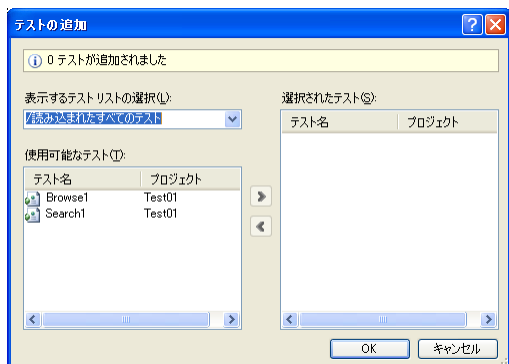 テストの追加
0 テストが追加されました
表示するテスト リストの選択(L):
/読み込まれたすべてのテスト
使用可能なテスト(T):
テスト名 プロジェクト
Browse1 Test01
Search1 Test01
選択されたテスト(S):
テスト名 プロジェクト
OK キャンセル